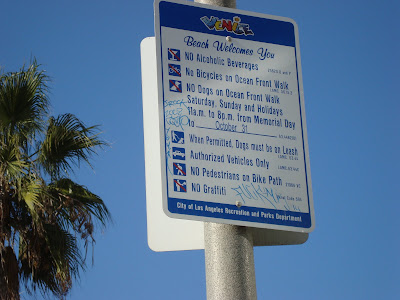 VENICE
Beach Welcomes You
NO Alcoholic Beverages
No Bicycles on Ocean Front Walk
NO Dogs on Ocean Front Walk
Saturday, Sunday and Holidays
11a.m. to 8p.m. from Memorial Day
to October 31
When Permitted, Dogs must be on Leash
Authorized Vehicles Only
NO Pedestrians on Bike Path
NO Graffiti
City of Los Angeles Recreation and Parks Department